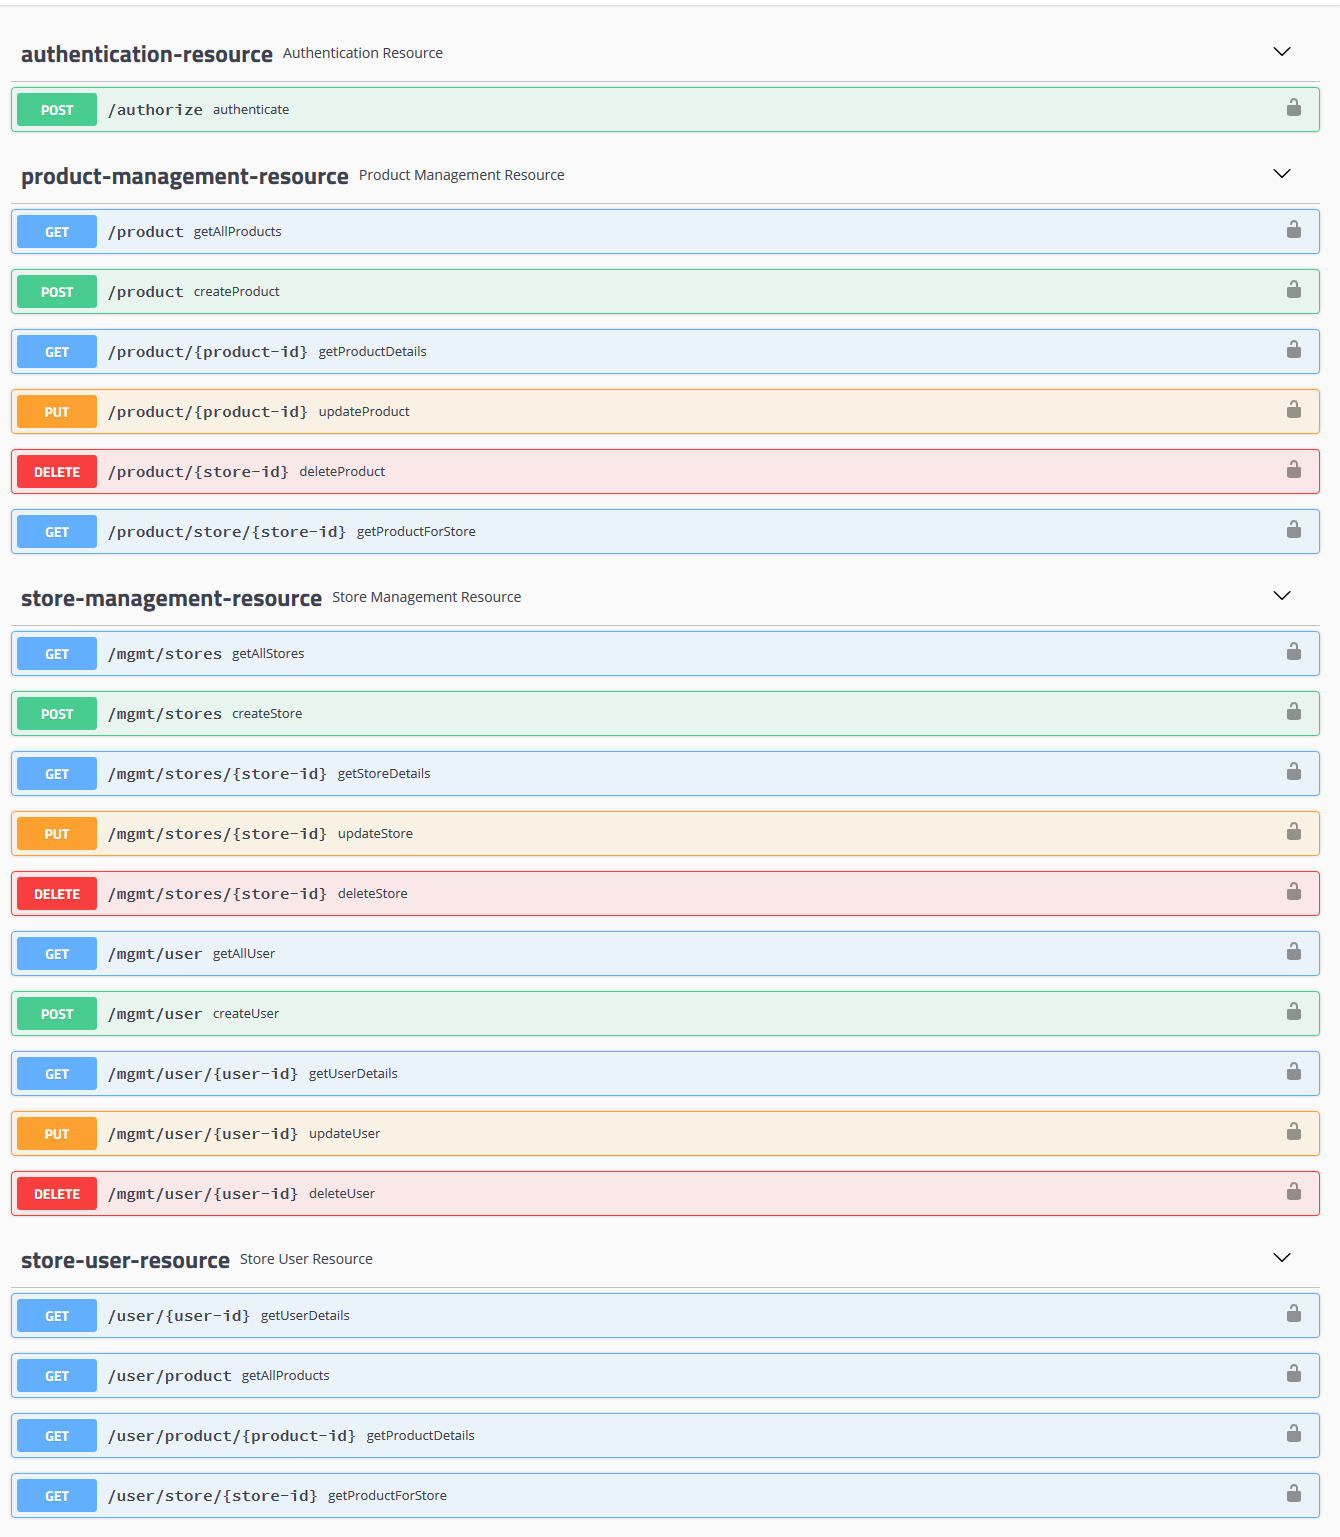 authentication-resource Authentication Resource
POST /authorize authenticate
product-management-resource Product Management Resource
GET /product getAllProducts
POST /product createProduct
GET /product/{product-id} getProductDetails
PUT /product/{product-id} updateProduct
DELETE /product/{store-id} deleteProduct
GET /product/store/{store-id} getProductForStore
store-management-resource Store Management Resource
GET /mgmt/stores getAllStores
POST /mgmt/stores createStore
GET /mgmt/stores/{store-id} getStoreDetails
PUT /mgmt/stores/{store-id} updateStore
DELETE /mgmt/stores/{store-id} deleteStore
GET /mgmt/user getAllUser
POST /mgmt/user createUser
GET /mgmt/user/{user-id} getUserDetails
PUT /mgmt/user/{user-id} updateUser
DELETE /mgmt/user/{user-id} deleteUser
store-user-resource Store User Resource
GET /user/{user-id} getUserDetails
GET /user/product getAllProducts
GET /user/product/{product-id} getProductDetails
GET /user/store/{store-id} getProductForStore